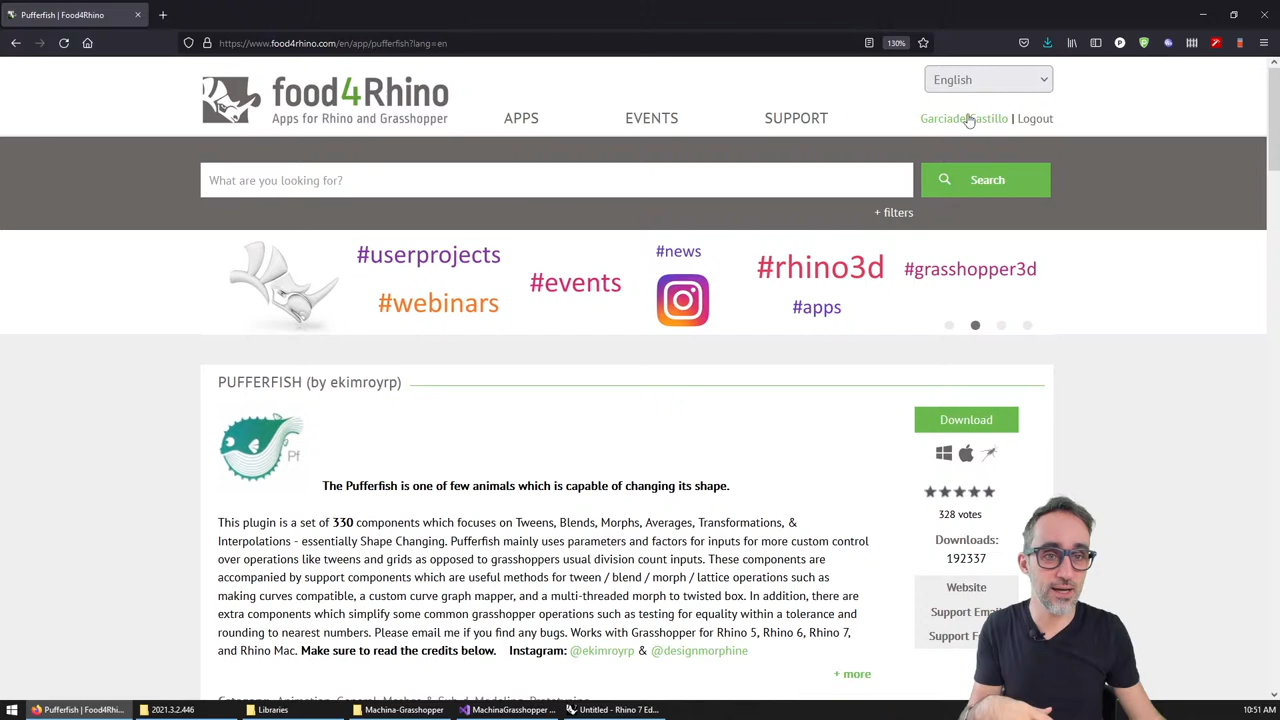 Pufferfish | Food4Rhino
https://www.food4rhino.com/en/app/pufferfish?lang=en
130%
food4Rhino
Apps for Rhino and Grasshopper
APPS
EVENTS
SUPPORT
English
Garciadelcastillo | Logout
What are you looking for?
Search
+ filters
#userprojects
#webinars
#events
#news
#apps
#rhino3d
#grasshopper3d
PUFFERFISH (by ekimroyrp)
Pf
The Pufferfish is one of few animals which is capable of changing its shape.
This plugin is a set of 330 components which focuses on Tweens, Blends, Morphs, Averages, Transformations, &
Interpolations - essentially Shape Changing. Pufferfish mainly uses parameters and factors for inputs for more custom control
over operations like tweens and grids as opposed to grasshoppers usual division count inputs. These components are
accompanied by support components which are useful methods for tween / blend / morph / lattice operations such as
making curves compatible, a custom curve graph mapper, and a multi-threaded morph to twisted box. In addition, there are
extra components which simplify some common grasshopper operations such as testing for equality within a tolerance and
rounding to nearest numbers. Please email me if you find any bugs. Works with Grasshopper for Rhino 5, Rhino 6, Rhino 7,
and Rhino Mac. Make sure to read the credits below. Instagram: @ekimroyrp & @designmorphine
+ more
Download
328 votes
Downloads:
192337
Website
Support Email
Support
Pufferfish | Food4Rhi...
2021.3.2.446
Libraries
Machina-Grasshopper
MachinaGrasshopper ...
Untitled - Rhino 7 Ed...
10:51 AM